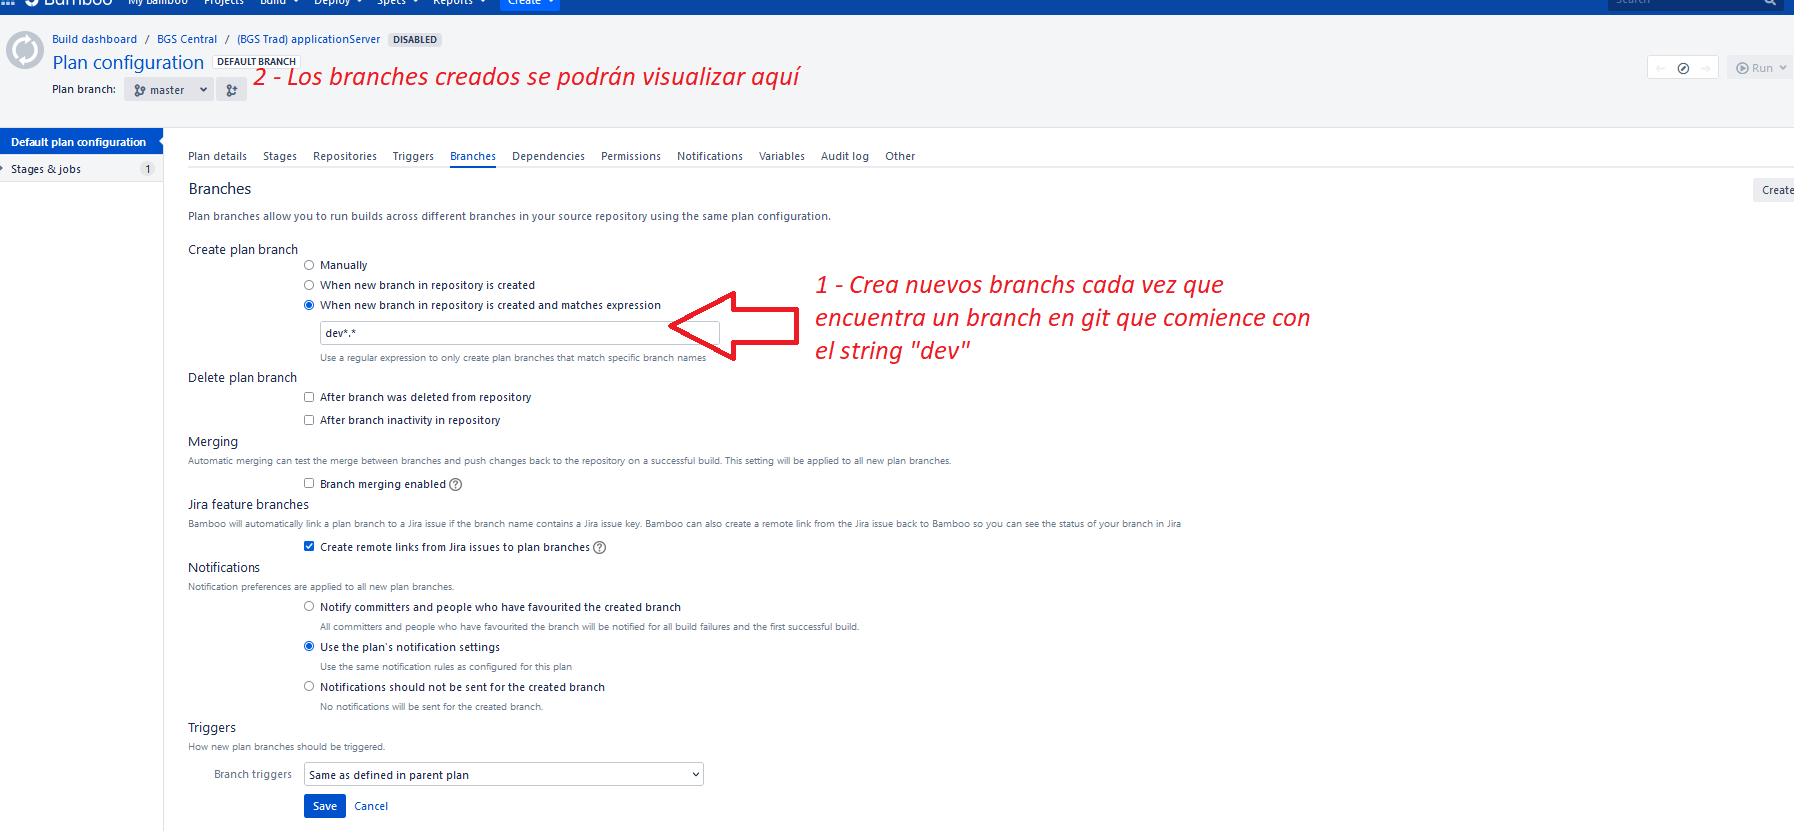 Bamboo My Bamboo Projects Build Deploy Specs Reports Create Search
Build dashboard / BGS Central / (BGS Trad) applicationServer DISABLED
Plan configuration DEFAULT BRANCH
2 - Los branches creados se podrán visualizar aquí
Plan branch: master
Run
Default plan configuration
Stages & jobs 1
Plan details Stages Repositories Triggers Branches Dependencies Permissions Notifications Variables Audit log Other
Branches
Create
Plan branches allow you to run builds across different branches in your source repository using the same plan configuration.
Create plan branch
Manually
When new branch in repository is created
When new branch in repository is created and matches expression
dev*.*
Use a regular expression to only create plan branches that match specific branch names
1 - Crea nuevos branchs cada vez que
encuentra un branch en git que comience con
el string "dev"
Delete plan branch
After branch was deleted from repository
After branch inactivity in repository
Merging
Automatic merging can test the merge between branches and push changes back to the repository on a successful build. This setting will be applied to all new plan branches.
Branch merging enabled ?
Jira feature branches
Bamboo will automatically link a plan branch to a Jira issue if the branch name contains a Jira issue key. Bamboo can also create a remote link from the Jira issue back to Bamboo so you can see the status of your branch in Jira
Create remote links from Jira issues to plan branches ?
Notifications
Notification preferences are applied to all new plan branches.
Notify committers and people who have favourited the created branch
All committers and people who have favourited the branch will be notified for all build failures and the first successful build.
Use the plan's notification settings
Use the same notification rules as configured for this plan
Notifications should not be sent for the created branch
No notifications will be sent for the created branch.
Triggers
How new plan branches should be triggered.
Branch triggers Same as defined in parent plan
Save Cancel